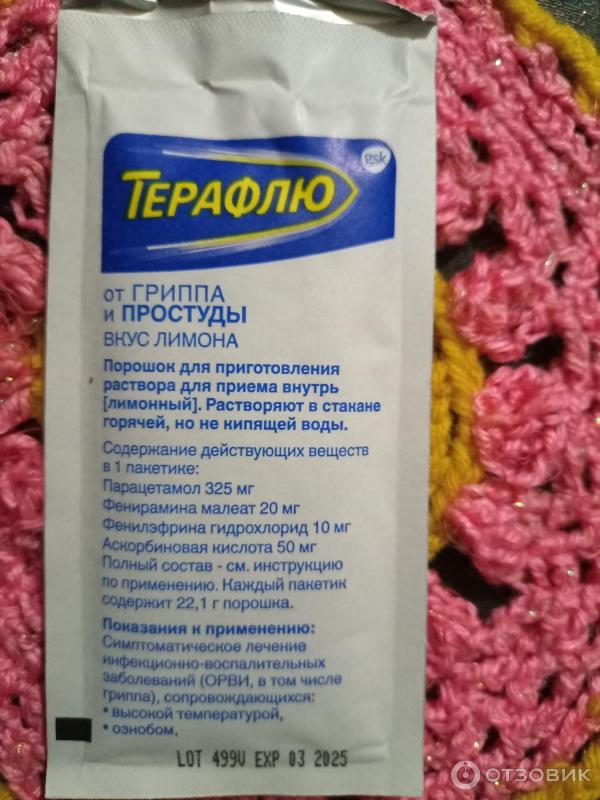 gsk
ТЕРАФЛЮ
от ГРИППА
и ПРОСТУДЫ
ВКУС ЛИМОНА
Порошок для приготовления
раствора для приема внутрь
[лимонный]. Растворяют в стакане
горячей, но не кипящей воды.
Содержание действующих веществ
в 1 пакетике:
Парацетамол 325 мг
Фенирамина малеат 20 мг
Фенилэфрина гидрохлорид 10 мг
Аскорбиновая кислота 50 мг
Полный состав - см. инструкцию
по применению. Каждый пакетик
содержит 22,1 г порошка.
Показания к применению:
Симптоматическое лечение
инфекционно-воспалительных
заболеваний (ОРВИ, в том числе
гриппа), сопровождающихся:
• высокой температурой,
• ознобом,
LOT 499V EXP 03 2025
ОТЗОВИК